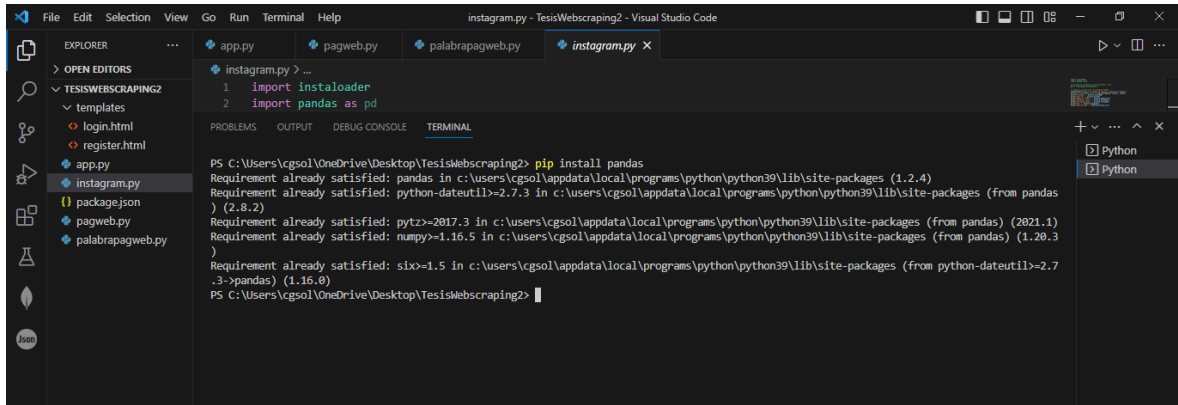 File Edit Selection View Go Run Terminal Help
instagram.py - TesisWebscraping2 - Visual Studio Code
EXPLORER
app.py
pagweb.py
palabrapagweb.py
instagram.py
OPEN EDITORS
TESISWEBSCRAPING2
templates
login.html
register.html
app.py
instagram.py
package.json
pagweb.py
palabrapagweb.py
Json
instagram.py > ...
1 import instaloader
2 import pandas as pd
PROBLEMS OUTPUT DEBUG CONSOLE TERMINAL
PS C:\Users\cgsol\OneDrive\Desktop\TesisWebscraping2> pip install pandas
Requirement already satisfied: pandas in c:\users\cgsol\appdata\local\programs\python\python39\lib\site-packages (1.2.4)
Requirement already satisfied: python-dateutil>=2.7.3 in c:\users\cgsol\appdata\local\programs\python\python39\lib\site-packages (from pandas
) (2.8.2)
Requirement already satisfied: pytz>=2017.3 in c:\users\cgsol\appdata\local\programs\python\python39\lib\site-packages (from pandas) (2021.1)
Requirement already satisfied: numpy>=1.16.5 in c:\users\cgsol\appdata\local\programs\python\python39\lib\site-packages (from pandas) (1.20.3
)
Requirement already satisfied: six>=1.5 in c:\users\cgsol\appdata\local\programs\python\python39\lib\site-packages (from python-dateutil>=2.7
.3->pandas) (1.16.0)
PS C:\Users\cgsol\OneDrive\Desktop\TesisWebscraping2>
Python
Python